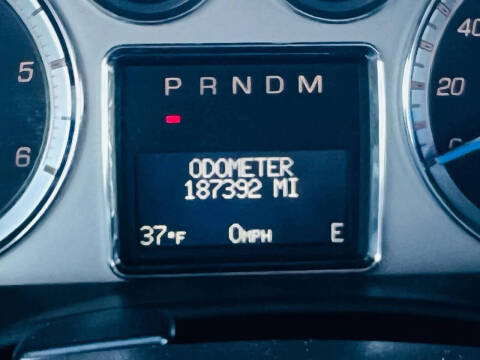 P R N D M
5
6
40
20
ODOMETER
187392 MI
37°F 0MPH E